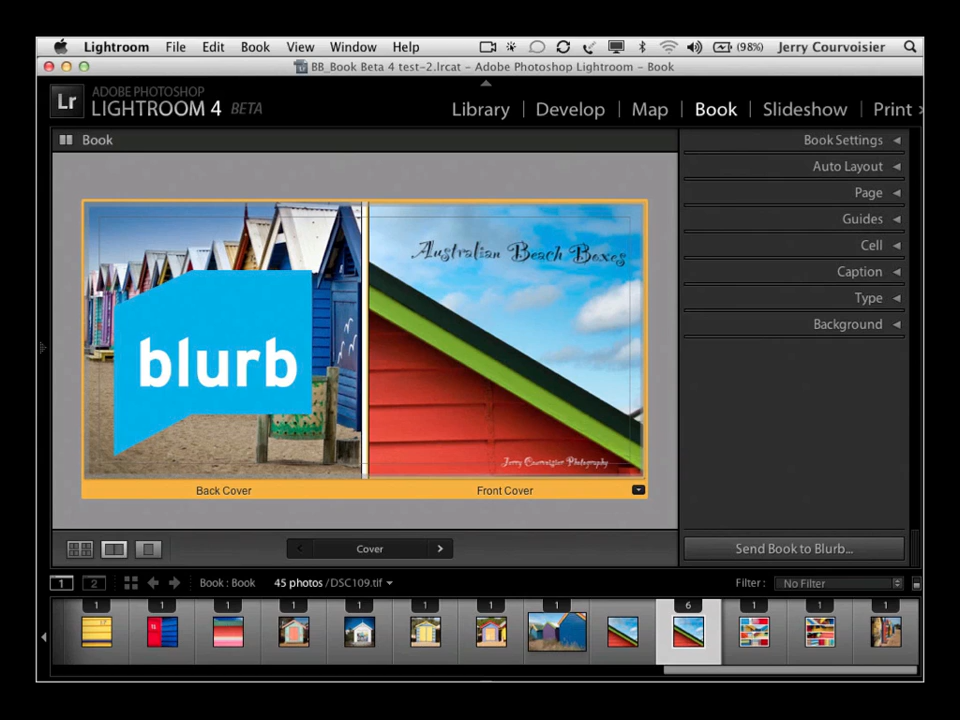 Lightroom File Edit Book View Window Help (98%) Jerry Courvoisier
BB_Book Beta 4 test-2.lrcat - Adobe Photoshop Lightroom - Book
Lr ADOBE PHOTOSHOP
LIGHTROOM 4 BETA
Library | Develop | Map | Book | Slideshow | Print
Book
Book Settings
Auto Layout
Page
Guides
Cell
Caption
Type
Background
Australian Beach Boxes
blurb
Jerry Courvoisier Photography
Back Cover
Front Cover
Cover
Send Book to Blurb...
1 2 Book : Book 45 photos / DSC109.tif Filter : No Filter
1 1 1 1 1 1 1 1 6 1 1 1